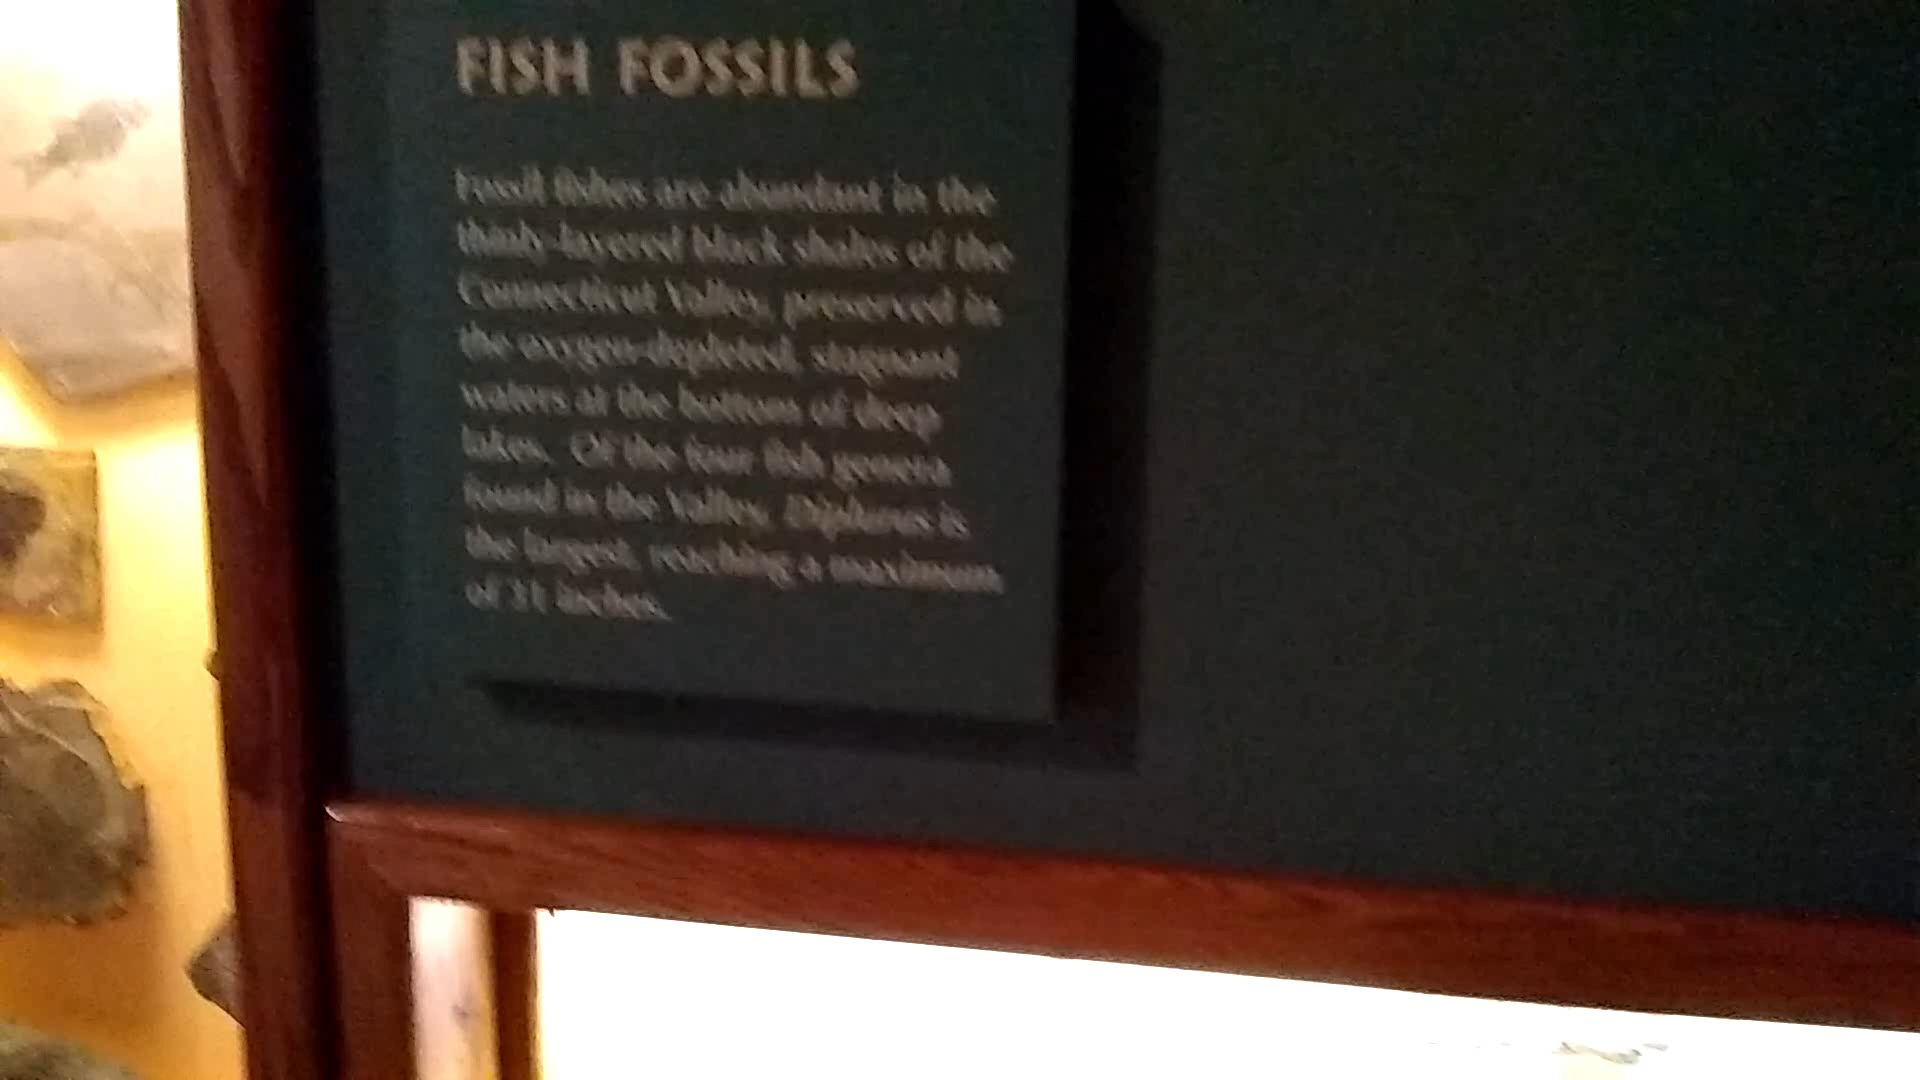 FISH FOSSILS
Fossil fishes are abundant in the
thinly-layered black shales of the
Connecticut Valley, preserved in
the oxygen-depleted, stagnant
waters at the bottom of deep
lakes. Of the four fish genera
found in the Valley, is
the largest, reaching a maximum
of inches.